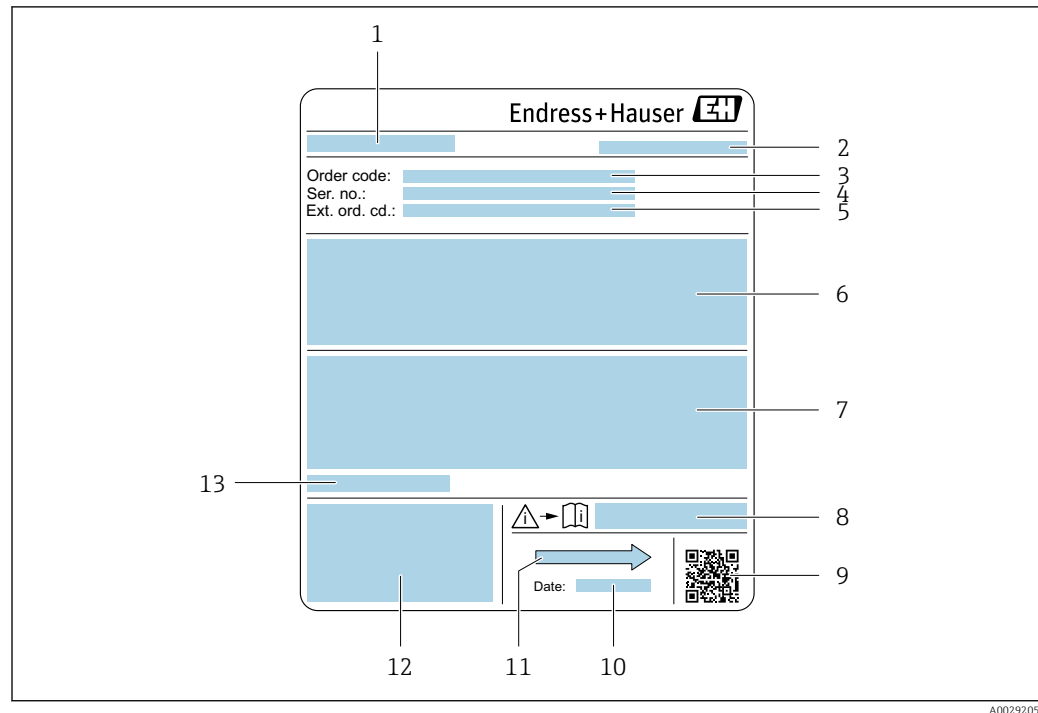 1
Endress+Hauser EH
2
Order code:
3
Ser. no.:
4
Ext. ord. cd.:
5
6
7
13
i
i
8
9
11
Date:
12
10
A0029205